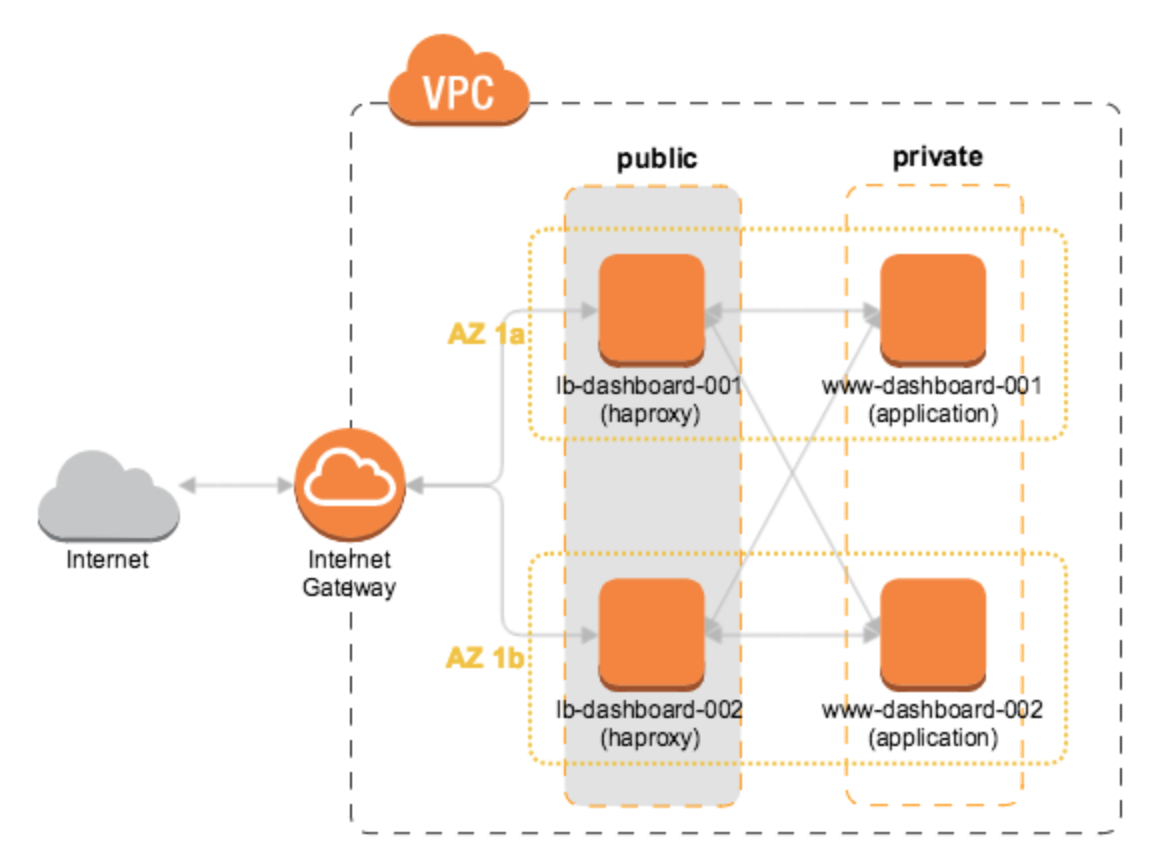 VPC
public
private
AZ 1a
lb-dashboard-001
(haproxy)
www-dashboard-001
(application)
Internet
Internet
Gateway
AZ 1b
lb-dashboard-002
(haproxy)
www-dashboard-002
(application)